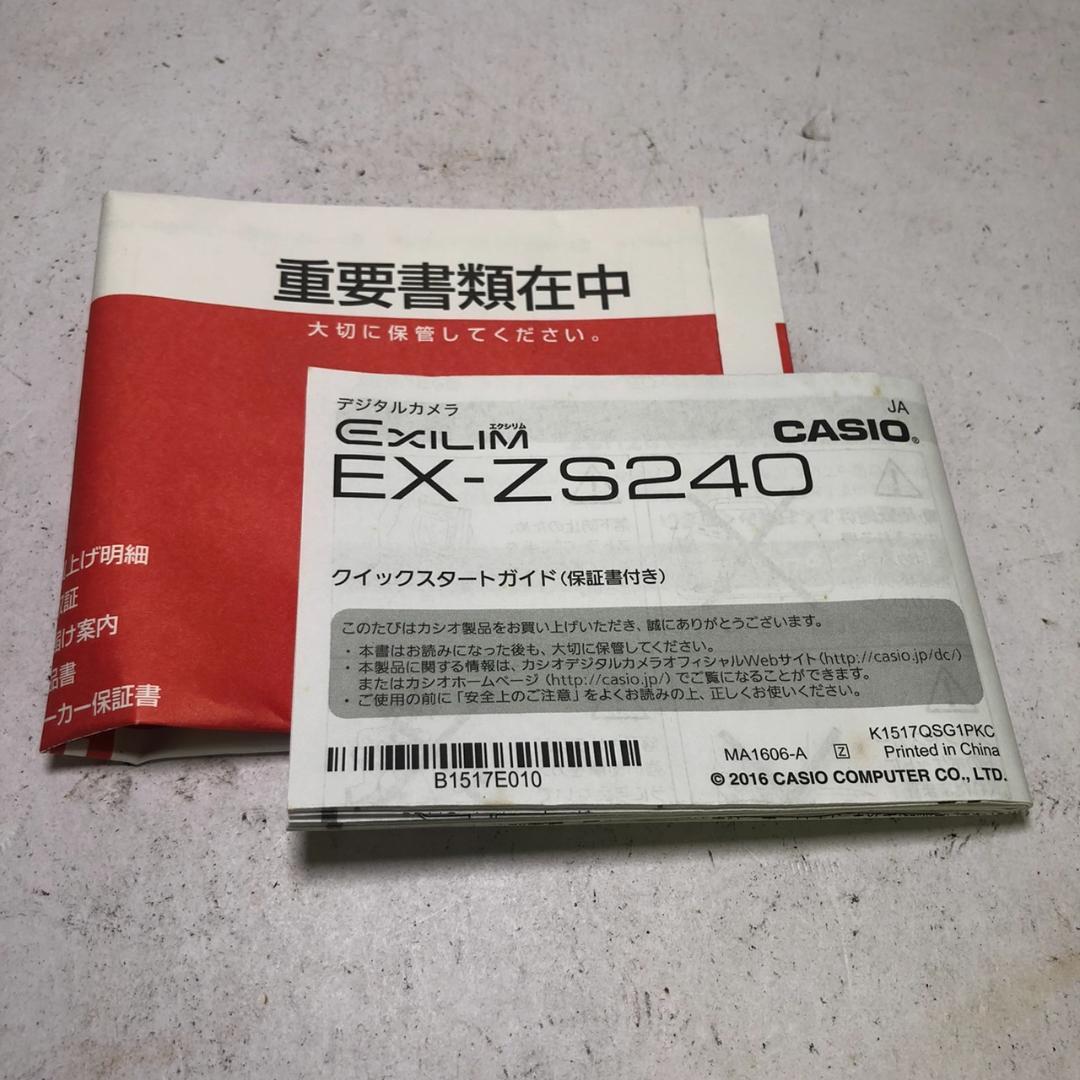 重要書類在中
大切に保管してください。
上げ明細
証
け案内
品書
ーカー保証書
デジタルカメラ
エクシリム
EXILIM
EX-ZS240
JA
CASIO®
クイックスタートガイド（保証書付き）
このたびはカシオ製品をお買い上げいただき、誠にありがとうございます。
・本書はお読みになった後も、大切に保管してください。
・本製品に関する情報は、カシオデジタルカメラオフィシャルWebサイト（http://casio.jp/dc/）
またはカシオホームページ（http://casio.jp/）でご覧になることができます。
・ご使用の前に「安全上のご注意」をよくお読みの上、正しくお使いください。
B1517E010
K1517QSG1PKC
MA1606-A Z Printed in China
© 2016 CASIO COMPUTER CO., LTD.